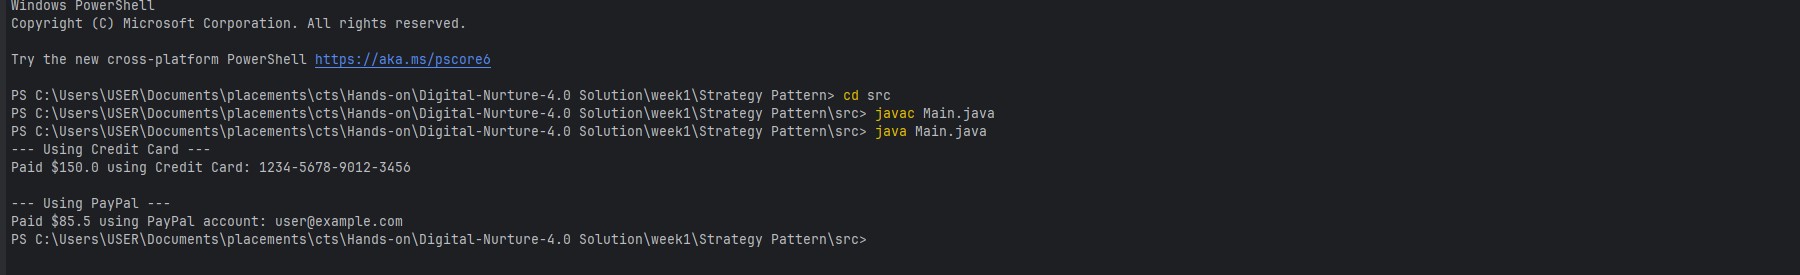 Windows PowerShell
Copyright (C) Microsoft Corporation. All rights reserved.
Try the new cross-platform PowerShell https://aka.ms/pscore6
PS C:\Users\USER\Documents\placements\cts\Hands-on\Digital-Nurture-4.0 Solution\week1\Strategy Pattern> cd src
PS C:\Users\USER\Documents\placements\cts\Hands-on\Digital-Nurture-4.0 Solution\week1\Strategy Pattern\src> javac Main.java
PS C:\Users\USER\Documents\placements\cts\Hands-on\Digital-Nurture-4.0 Solution\week1\Strategy Pattern\src> java Main.java
--- Using Credit Card ---
Paid $150.0 using Credit Card: 1234-5678-9012-3456
--- Using PayPal ---
Paid $85.5 using PayPal account: user@example.com
PS C:\Users\USER\Documents\placements\cts\Hands-on\Digital-Nurture-4.0 Solution\week1\Strategy Pattern\src>